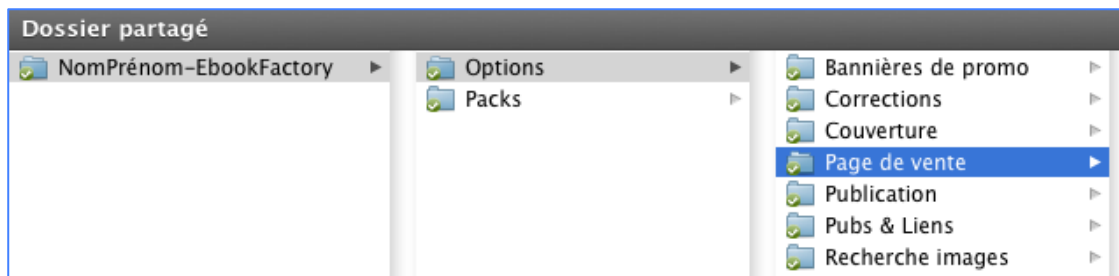 Dossier partagé
NomPrénom-EbookFactory
Options
Packs
Bannières de promo
Corrections
Couverture
Page de vente
Publication
Pubs & Liens
Recherche images